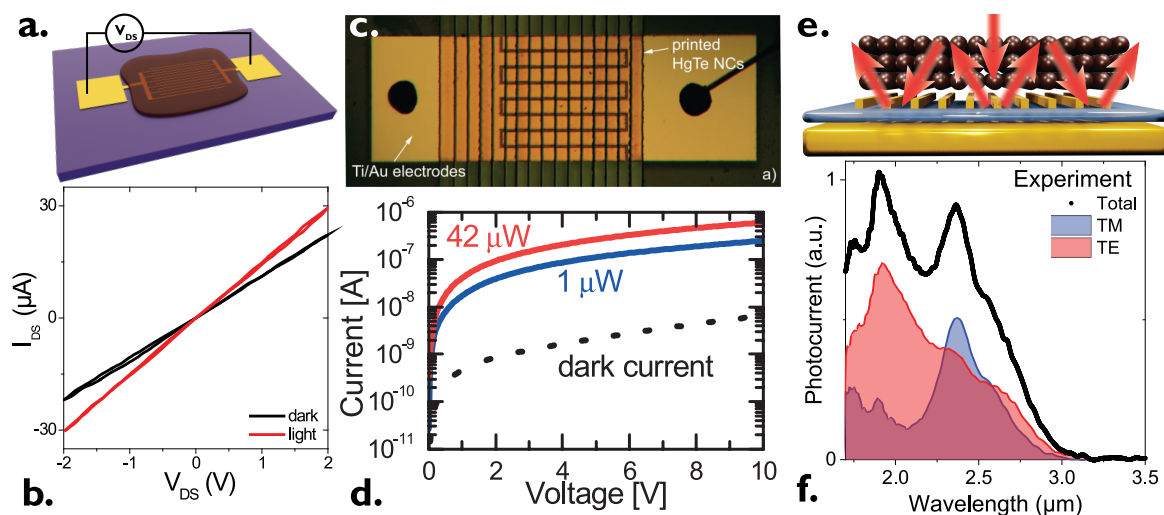 a.
V_DS
30
0
-30
I_DS (µA)
dark
light
-2
-1
0
1
2
V_DS (V)
b.
c.
printed
HgTe NCs
Ti/Au electrodes
a)
10^-6
10^-7
10^-8
10^-9
10^-10
10^-11
Current [A]
42 µW
1 µW
dark current
0
2
4
6
8
10
Voltage [V]
d.
e.
1
0
Photocurrent (a.u.)
Experiment
Total
TM
TE
2.0
2.5
3.0
3.5
Wavelength (µm)
f.